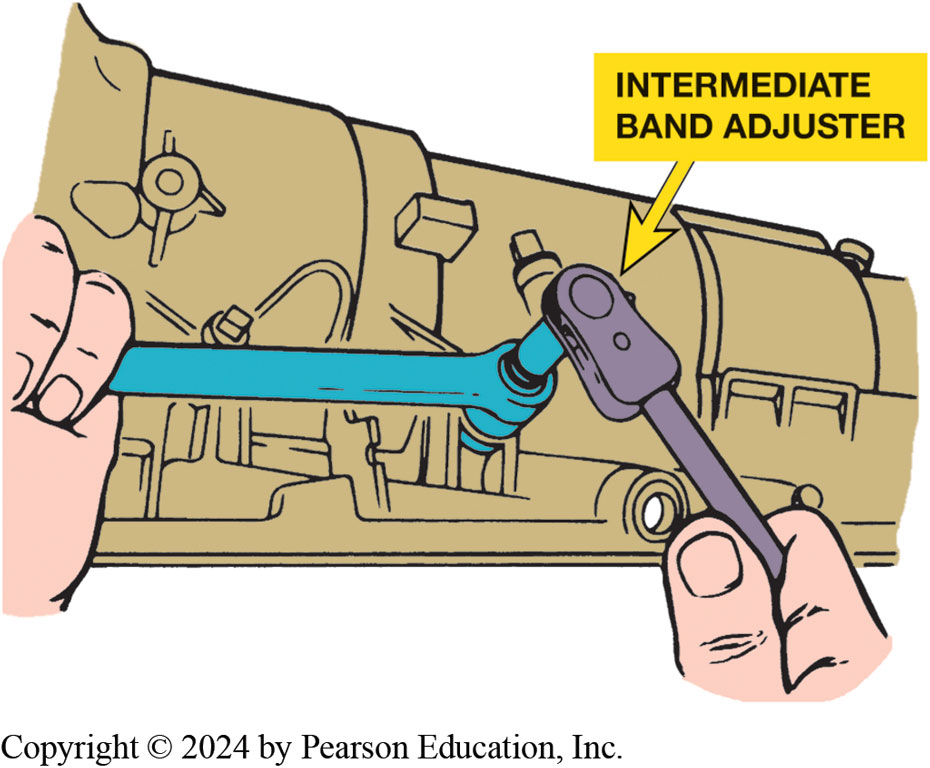 INTERMEDIATE
BAND ADJUSTER
Copyright © 2024 by Pearson Education, Inc.